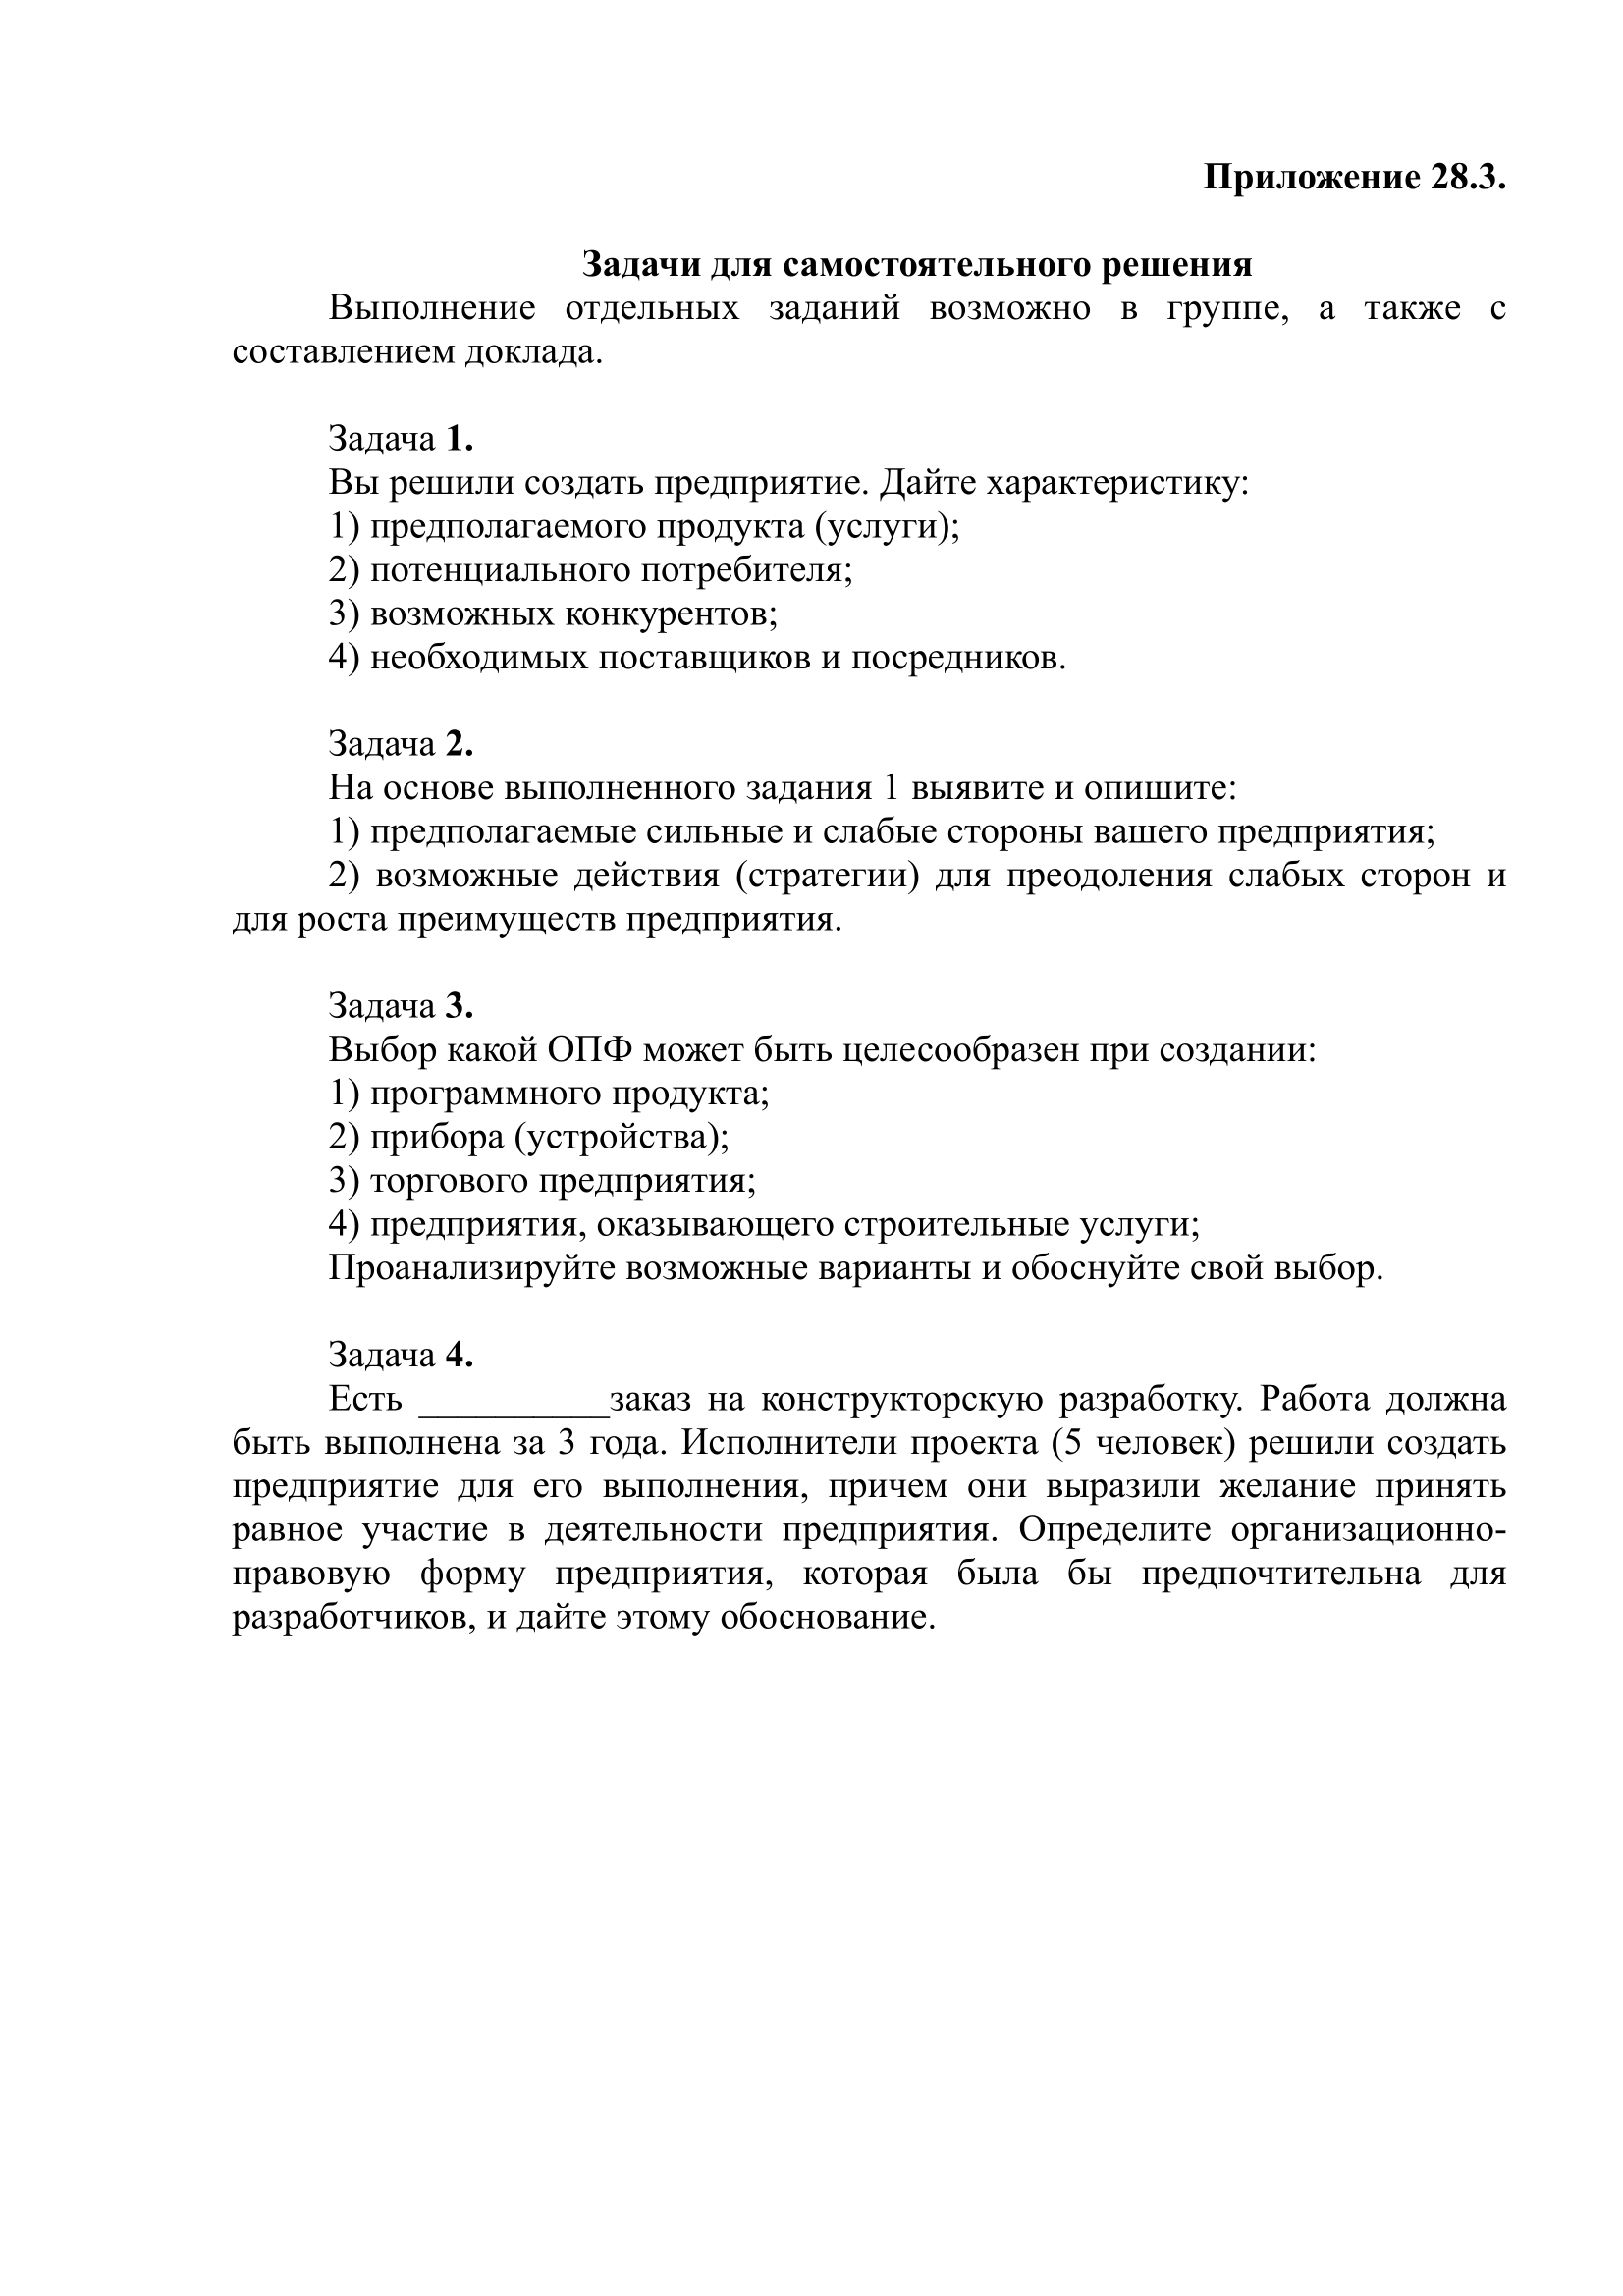 Приложение 28.3.
Задачи для самостоятельного решения
Выполнение отдельных заданий возможно в группе, а также с
составлением доклада.
Задача 1.
Вы решили создать предприятие. Дайте характеристику:
1) предполагаемого продукта (услуги);
2) потенциального потребителя;
3) возможных конкурентов;
4) необходимых поставщиков и посредников.
Задача 2.
На основе выполненного задания 1 выявите и опишите:
1) предполагаемые сильные и слабые стороны вашего предприятия;
2) возможные действия (стратегии) для преодоления слабых сторон и
для роста преимуществ предприятия.
Задача 3.
Выбор какой ОПФ может быть целесообразен при создании:
1) программного продукта;
2) прибора (устройства);
3) торгового предприятия;
4) предприятия, оказывающего строительные услуги;
Проанализируйте возможные варианты и обоснуйте свой выбор.
Задача 4.
Есть __________заказ на конструкторскую разработку. Работа должна
быть выполнена за 3 года. Исполнители проекта (5 человек) решили создать
предприятие для его выполнения, причем они выразили желание принять
равное участие в деятельности предприятия. Определите организационно-
правовую форму предприятия, которая была бы предпочтительна для
разработчиков, и дайте этому обоснование.